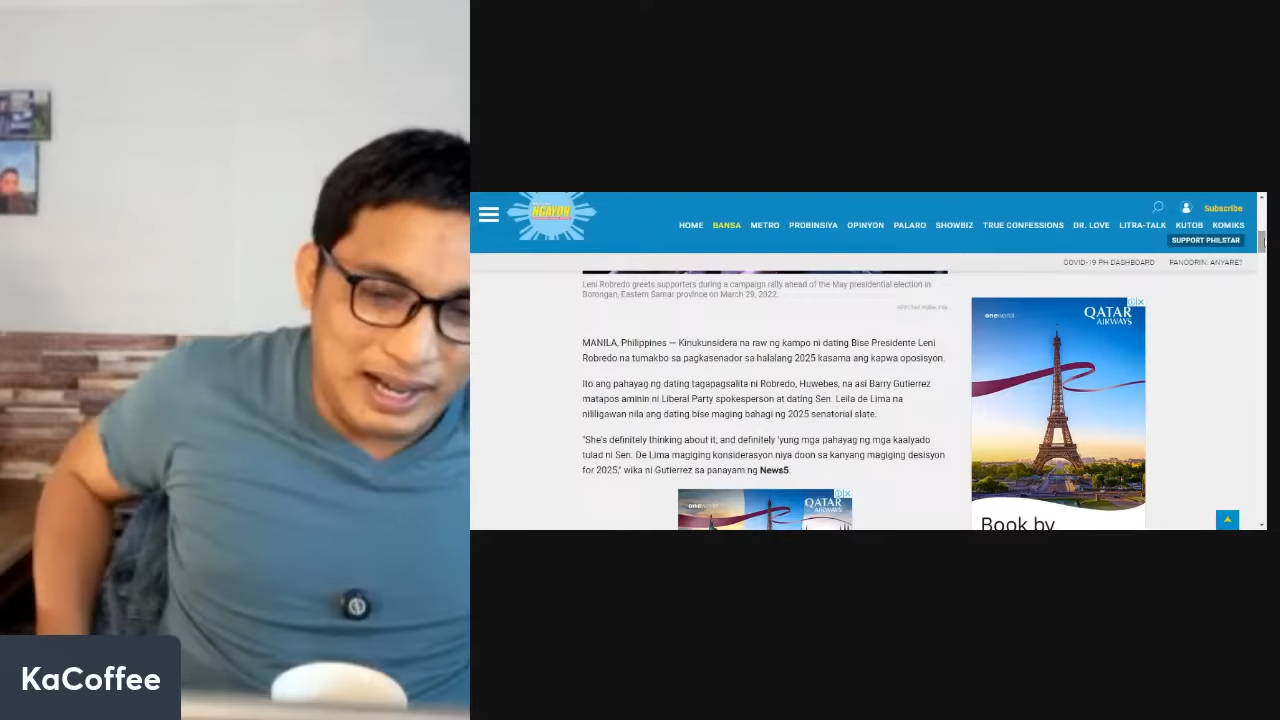 NGAYON
Subscribe
HOME BANSA METRO PROBINSIYA OPINYON PALARO SHOWBIZ TRUE CONFESSIONS DR. LOVE LITRA-TALK KUTOB KOMIKS
SUPPORT PHILSTAR
COVID-19 PH DASHBOARD PANOORIN: ANYARE?
Leni Robredo greets supporters during a campaign rally ahead of the May presidential election in
Borongan, Eastern Samar province on March 29, 2022.
MANILA, Philippines — Kinukunsidera na raw ng kampo ni dating Bise Presidente Leni
Robredo na tumakbo sa pagkasenador sa halalang 2025 kasama ang kapwa oposisyon.
Ito ang pahayag ng dating tagapagsalita ni Robredo, Huwebes, na asi Barry Gutierrez
matapos aminin ni Liberal Party spokesperson at dating Sen. Leila de Lima na
nililigawan nila ang dating bise maging bahagi ng 2025 senatorial slate.
"She's definitely thinking about it, and definitely 'yung mga pahayag ng mga kaalyado
tulad ni Sen. De Lima magiging konsiderasyon niya doon sa kanyang magiging desisyon
for 2025," wika ni Gutierrez sa panayam ng News5.
oneworld
QATAR
AIRWAYS
Book by
oneworld
QATAR
AIRWAYS
KaCoffee